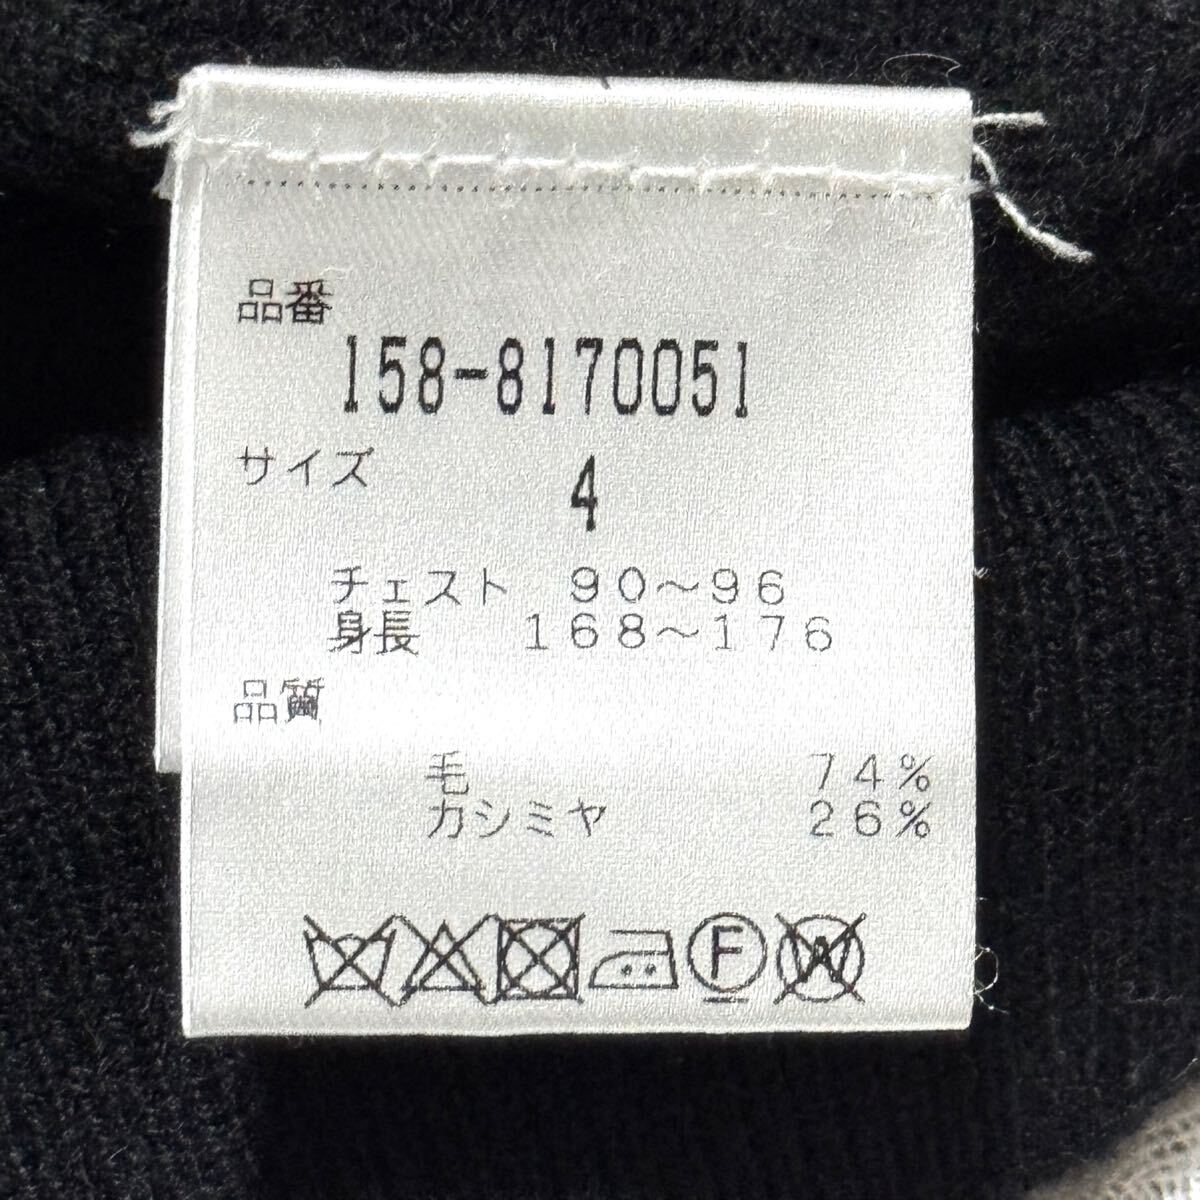 品番
158-8170051
サイズ 4
チェスト 90～96
身長 168～176
品質
毛 74%
カシミヤ 26%
F W